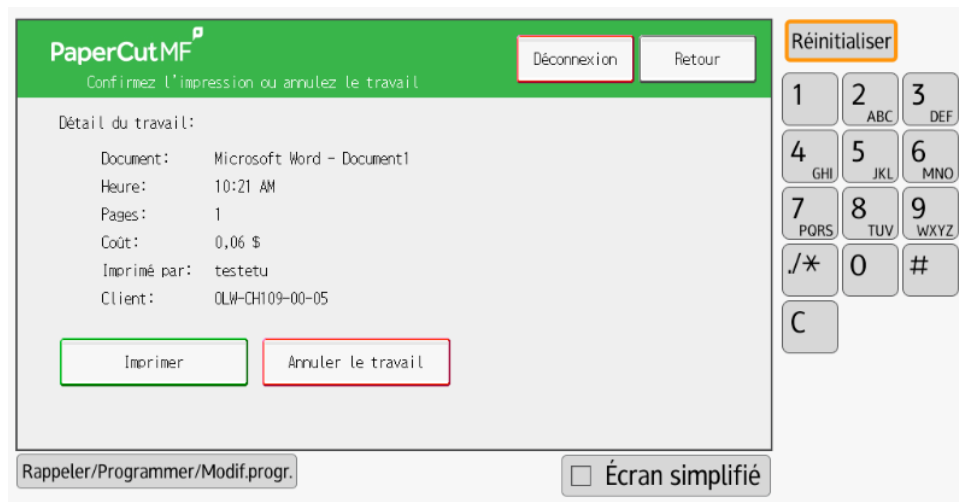 PaperCut MF
Confirmez l'impression ou annulez le travail
Déconnexion
Retour
Détail du travail:
Document: Microsoft Word - Document1
Heure: 10:21 AM
Pages: 1
Coût: 0,06 $
Imprimé par: testetu
Client: OLW-CH109-00-05
Imprimer
Annuler le travail
Rappeler/Programmer/Modif.progr.
Écran simplifié
Réinitialiser
1 2 ABC 3 DEF
4 GHI 5 JKL 6 MNO
7 PQRS 8 TUV 9 WXYZ
./* 0 #
C